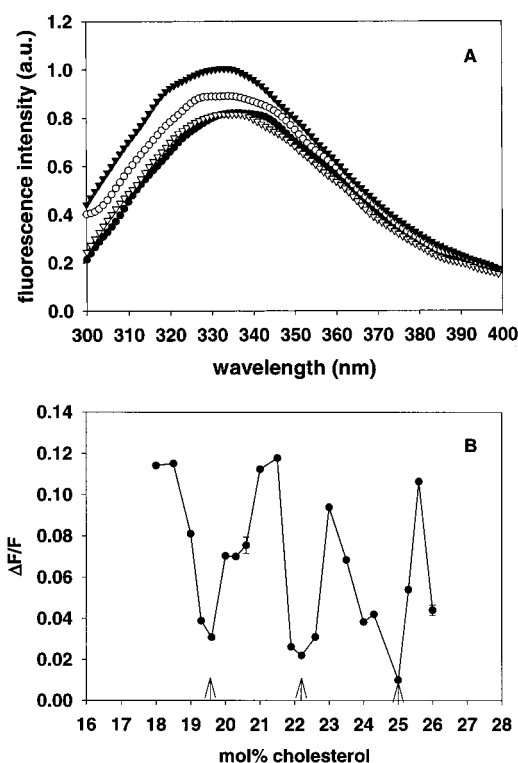 1.2
1.0
0.8
0.6
0.4
0.2
0.0
fluorescence intensity (a.u.)
A
300 310 320 330 340 350 360 370 380 390 400
wavelength (nm)
0.14
0.12
0.10
0.08
0.06
0.04
0.02
0.00
ΔF/F
B
16 17 18 19 20 21 22 23 24 25 26 27 28
mol% cholesterol